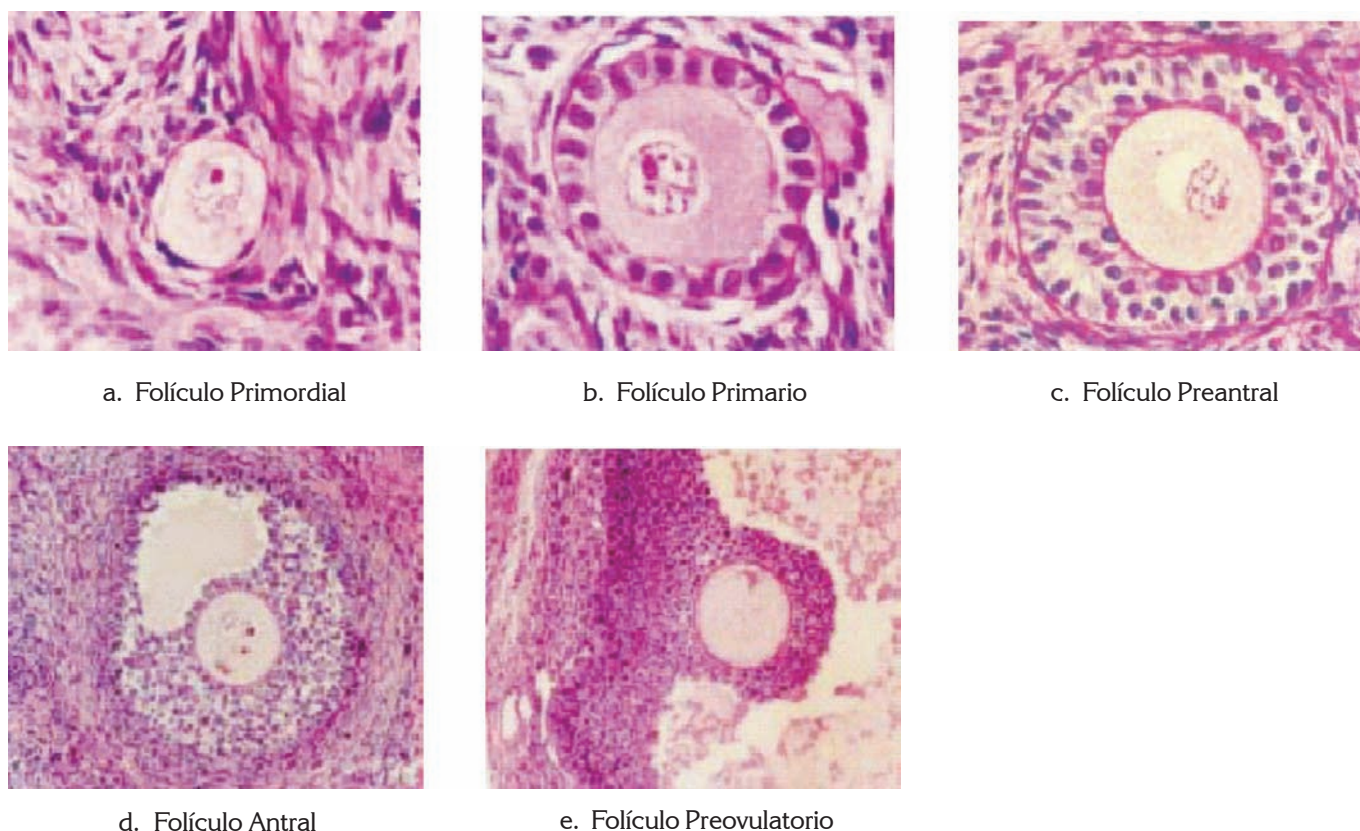 a. Folículo Primordial
b. Folículo Primario
c. Folículo Preantral
d. Folículo Antral
e. Folículo Preovulatorio